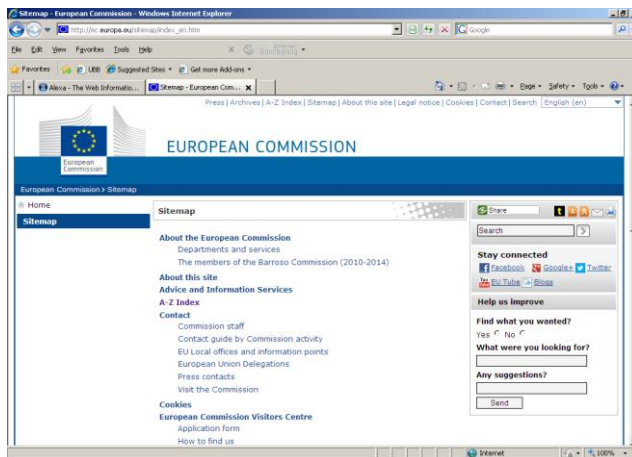 Sitemap - European Commission - Windows Internet Explorer
http://ec.europa.eu/sitemap/index_en.htm
Google
File Edit View Favorites Tools Help
Favorites UBB Suggested Sites Get more Add-ons
Alexa - The Web Informatio... Sitemap - European Com... X Page Safety Tools
Press | Archives | A-Z Index | Sitemap | About this site | Legal notice | Cookies | Contact | Search English (en)
EUROPEAN COMMISSION
European
Commission
European Commission > Sitemap
Home
Sitemap
Sitemap
About the European Commission
Departments and services
The members of the Barroso Commission (2010-2014)
About this site
Advice and Information Services
A-Z Index
Contact
Commission staff
Contact guide by Commission activity
EU Local offices and information points
European Union Delegations
Press contacts
Visit the Commission
Cookies
European Commission Visitors Centre
Application form
How to find us
Share
Search
Stay connected
Facebook Google+ Twitter
EU Tube Blogs
Help us improve
Find what you wanted?
Yes No
What were you looking for?
Any suggestions?
Send
Internet 100%